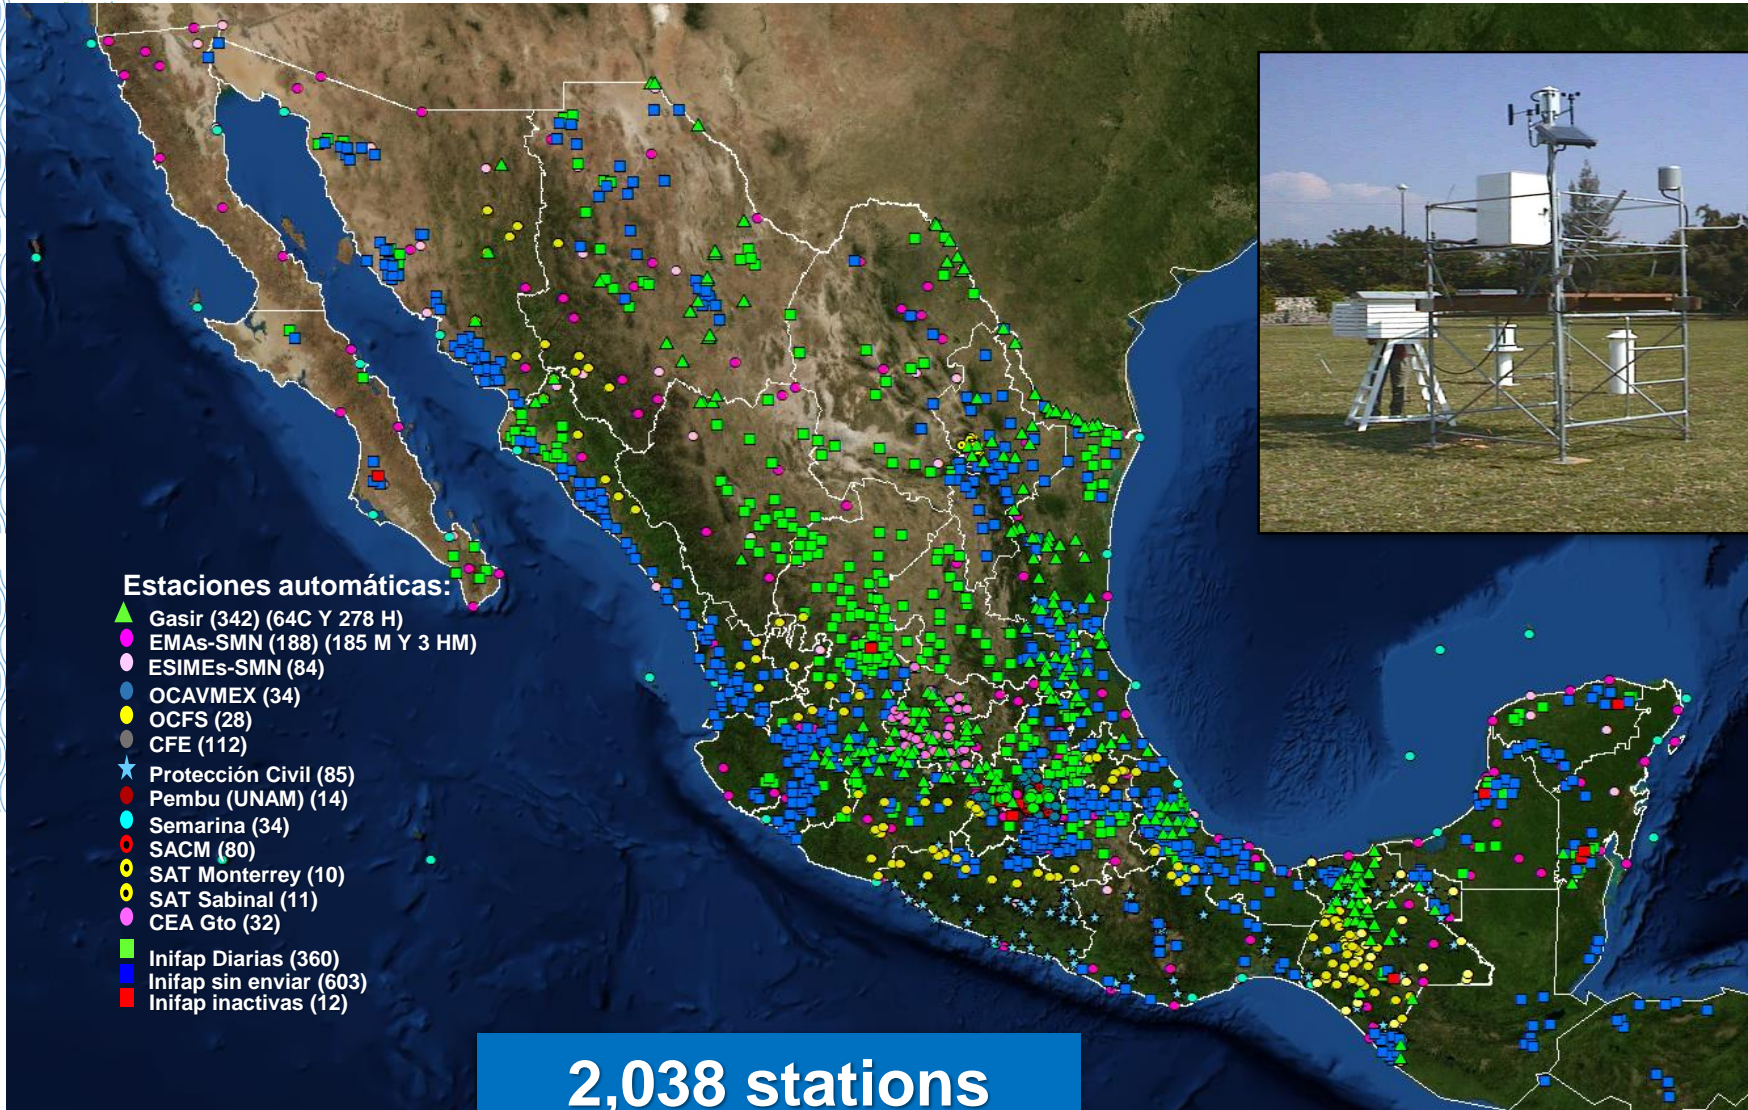 Estaciones automáticas:
Gasir (342) (64C Y 278 H)
EMAs-SMN (188) (185 M Y 3 HM)
ESIMEs-SMN (84)
OCAVMEX (34)
OCFS (28)
CFE (112)
Protección Civil (85)
Pembu (UNAM) (14)
Semarina (34)
SACM (80)
SAT Monterrey (10)
SAT Sabinal (11)
CEA Gto (32)
Inifap Diarias (360)
Inifap sin enviar (603)
Inifap inactivas (12)
2,038 stations